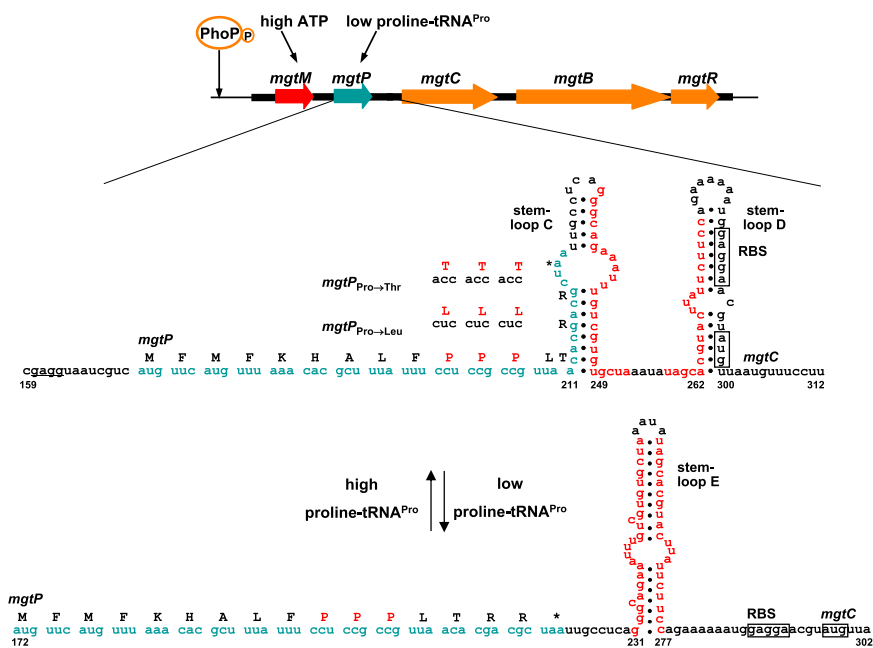 high ATP
low proline-tRNAPro
PhoP P
mgtM mgtP mgtC mgtB mgtR
stem-loop C
stem-loop D
RBS
T T T
mgtPPro→Thr acc acc acc
L L L
mgtPPro→Leu cuc cuc cuc
*
R
R
mgtP
M F M F K H A L F P P P L T
mgtC
cgagguaaucguc aug uuc aug uuu aaa cac gcu uua uuu ccu ccg ccg uua a
ugcuaaauauuagca
uuaauguuuccuu
159 211 249 262 300 312
stem-loop E
high proline-tRNAPro
low proline-tRNAPro
mgtP
M F M F K H A L F P P P L T R R *
RBS mgtC
aug uuc aug uuu aaa cac gcu uua uuu ccu ccg ccg uua aca cga cgc uaa uugccucag
cagaaaaaauggaggaacguauguua
172 231 277 302